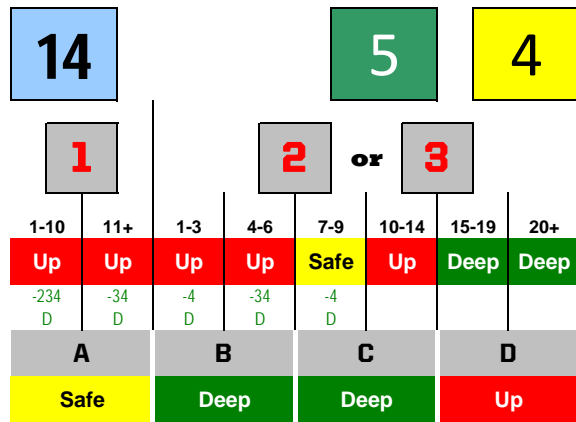 14 5 4
1 2 or 3
1-10 11+ 1-3 4-6 7-9 10-14 15-19 20+
Up Up Up Up Safe Up Deep Deep
-234 -34 -4 -34 -4
D D D D D
A B C D
Safe Deep Deep Up